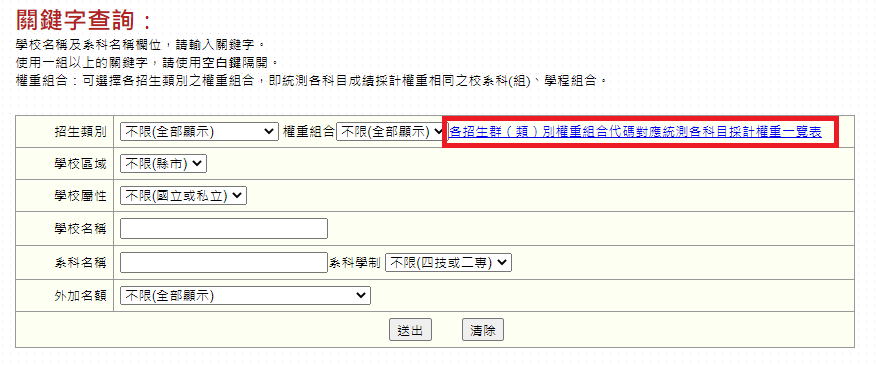 關鍵字查詢：
學校名稱及系科名稱欄位，請輸入關鍵字。
使用一組以上的關鍵字，請使用空白鍵隔開。
權重組合：可選擇各招生類別之權重組合，即統測各科目成績採計權重相同之校系科(組)、學程組合。
招生類別 不限(全部顯示) 權重組合 不限(全部顯示) 各招生群（類）別權重組合代碼對應統測各科目採計權重一覽表
學校區域 不限(縣市)
學校屬性 不限(國立或私立)
學校名稱
系科名稱 系科學制 不限(四技或二專)
外加名額 不限(全部顯示)
送出 清除